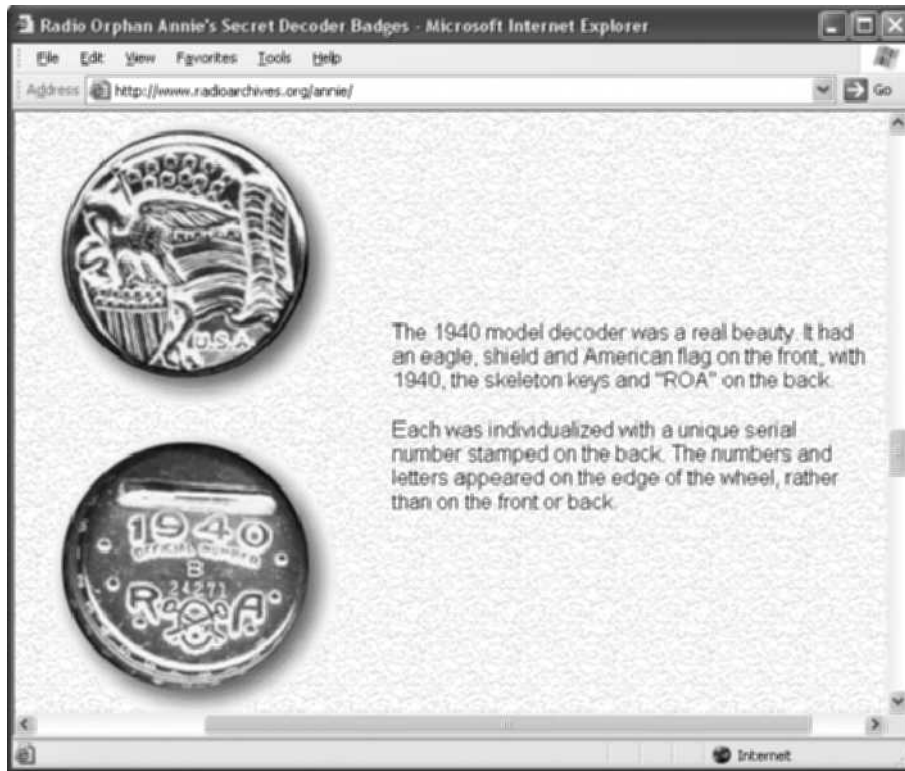 Radio Orphan Annie's Secret Decoder Badges - Microsoft Internet Explorer
File Edit View Favorites Tools Help
Address http://www.radioarchives.org/annie/ Go
U.S.A
The 1940 model decoder was a real beauty. It had
an eagle, shield and American flag on the front, with
1940, the skeleton keys and "ROA" on the back.
Each was individualized with a unique serial
number stamped on the back. The numbers and
letters appeared on the edge of the wheel, rather
than on the front or back.
1940
OFFICIAL NUMBER
B
24271
R O A
Internet